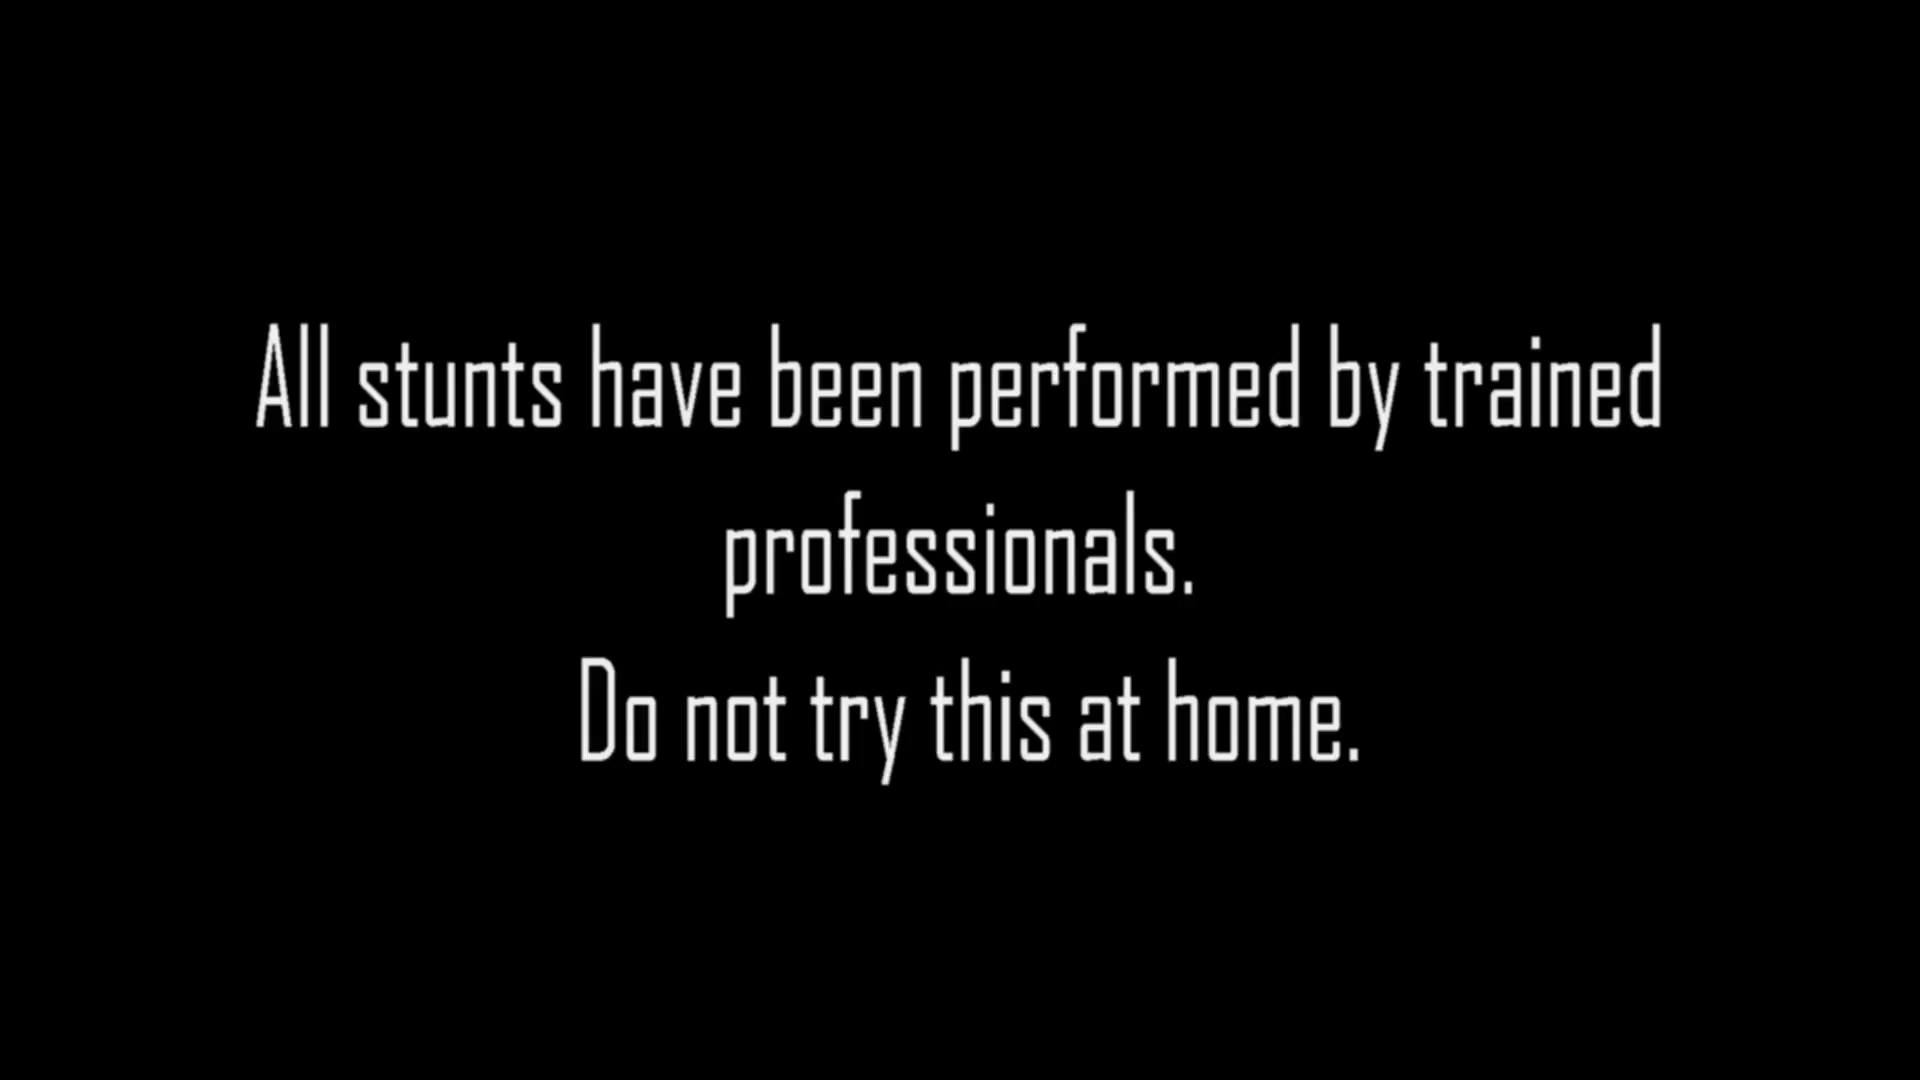 All stunts have been performed by trained
professionals.
Do not try this at home.